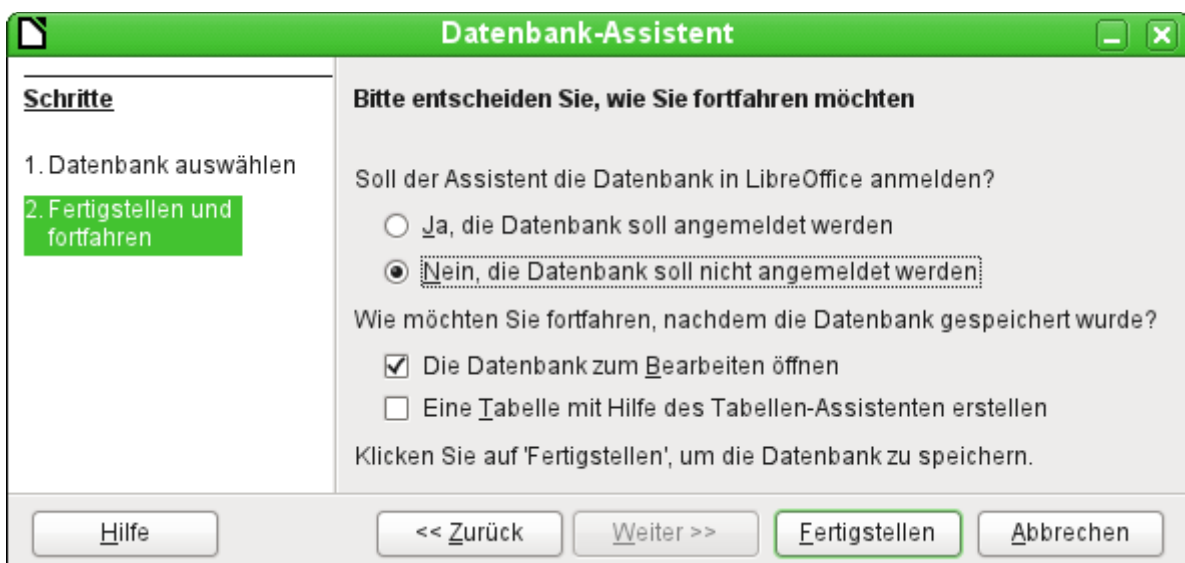 Datenbank-Assistent
Schritte
1. Datenbank auswählen
2. Fertigstellen und
fortfahren
Bitte entscheiden Sie, wie Sie fortfahren möchten
Soll der Assistent die Datenbank in LibreOffice anmelden?
Ja, die Datenbank soll angemeldet werden
Nein, die Datenbank soll nicht angemeldet werden
Wie möchten Sie fortfahren, nachdem die Datenbank gespeichert wurde?
Die Datenbank zum Bearbeiten öffnen
Eine Tabelle mit Hilfe des Tabellen-Assistenten erstellen
Klicken Sie auf 'Fertigstellen', um die Datenbank zu speichern.
Hilfe
<< Zurück
Weiter >>
Fertigstellen
Abbrechen